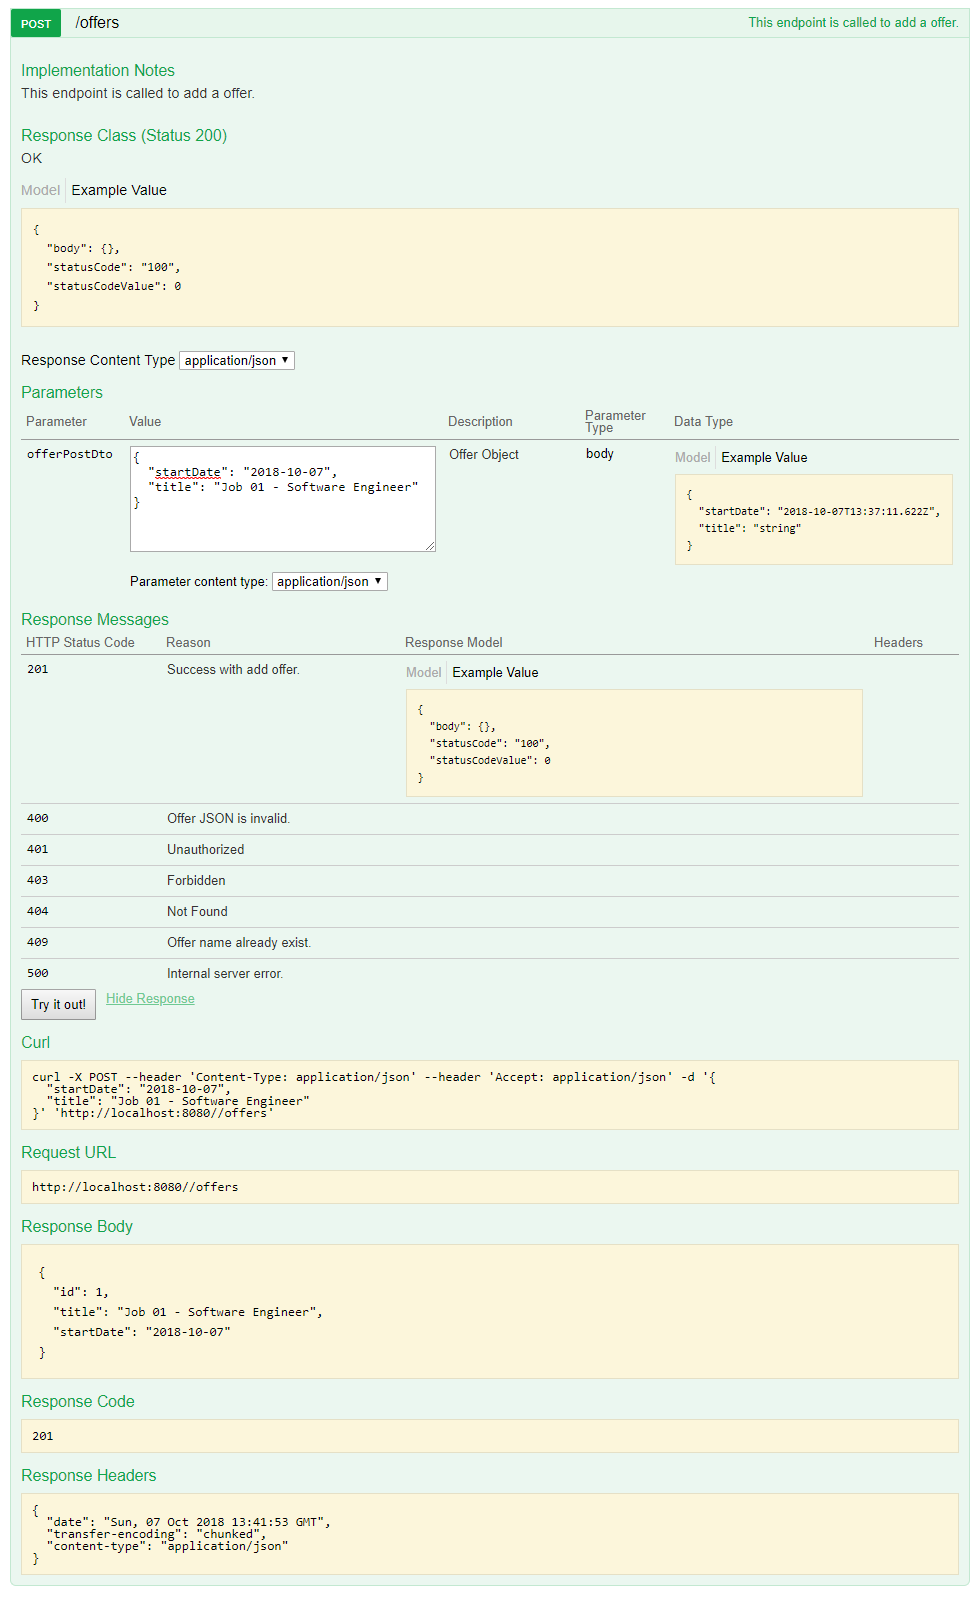 POST /offers This endpoint is called to add a offer.
Implementation Notes
This endpoint is called to add a offer.
Response Class (Status 200)
OK
Model Example Value
{
  "body": {},
  "statusCode": "100",
  "statusCodeValue": 0
}
Response Content Type application/json ▼
Parameters
Parameter Value Description Parameter Type Data Type
offerPostDto
{
  "startDate": "2018-10-07",
  "title": "Job 01 - Software Engineer"
}
Parameter content type: application/json ▼
Offer Object
body
Model Example Value
{
  "startDate": "2018-10-07T13:37:11.622Z",
  "title": "string"
}
Response Messages
HTTP Status Code Reason Response Model Headers
201 Success with add offer. Model Example Value
{
  "body": {},
  "statusCode": "100",
  "statusCodeValue": 0
}
400 Offer JSON is invalid.
401 Unauthorized
403 Forbidden
404 Not Found
409 Offer name already exist.
500 Internal server error.
Try it out! Hide Response
Curl
curl -X POST --header 'Content-Type: application/json' --header 'Accept: application/json' -d '{
  "startDate": "2018-10-07",
  "title": "Job 01 - Software Engineer"
}' 'http://localhost:8080//offers'
Request URL
http://localhost:8080//offers
Response Body
{
  "id": 1,
  "title": "Job 01 - Software Engineer",
  "startDate": "2018-10-07"
}
Response Code
201
Response Headers
{
  "date": "Sun, 07 Oct 2018 13:41:53 GMT",
  "transfer-encoding": "chunked",
  "content-type": "application/json"
}